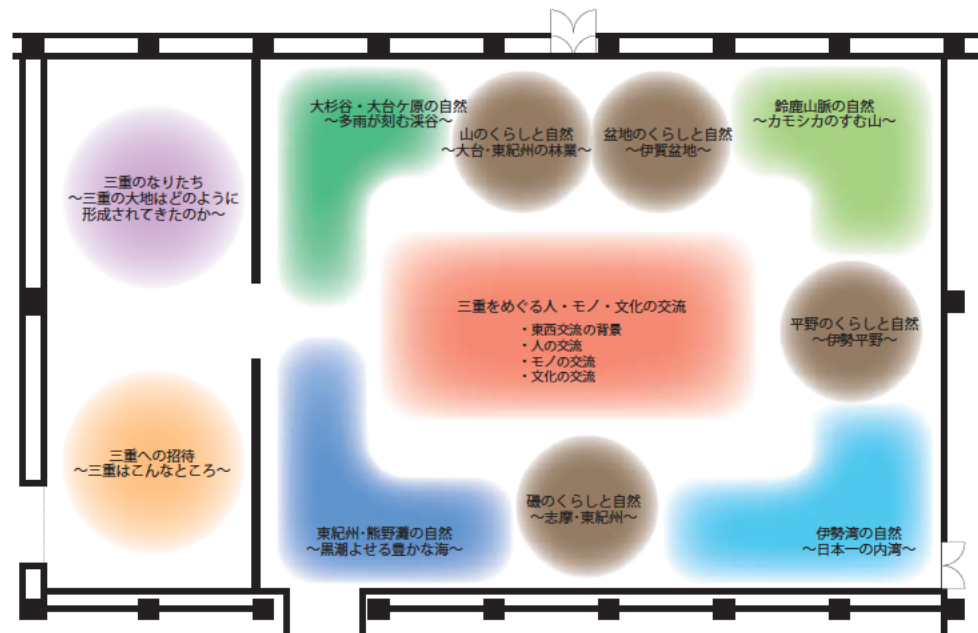 大杉谷・大台ケ原の自然
〜多雨が刻む渓谷〜
山のくらしと自然
〜大台・東紀州の林業〜
盆地のくらしと自然
〜伊賀盆地〜
鈴鹿山脈の自然
〜カモシカのすむ山〜
三重のなりたち
〜三重の大地はどのように
形成されてきたのか〜
三重をめぐる人・モノ・文化の交流
・東西交流の背景
・人の交流
・モノの交流
・文化の交流
平野のくらしと自然
〜伊勢平野〜
三重への招待
〜三重はこんなところ〜
東紀州・熊野灘の自然
〜黒潮よせる豊かな海〜
磯のくらしと自然
〜志摩・東紀州〜
伊勢湾の自然
〜日本一の内湾〜